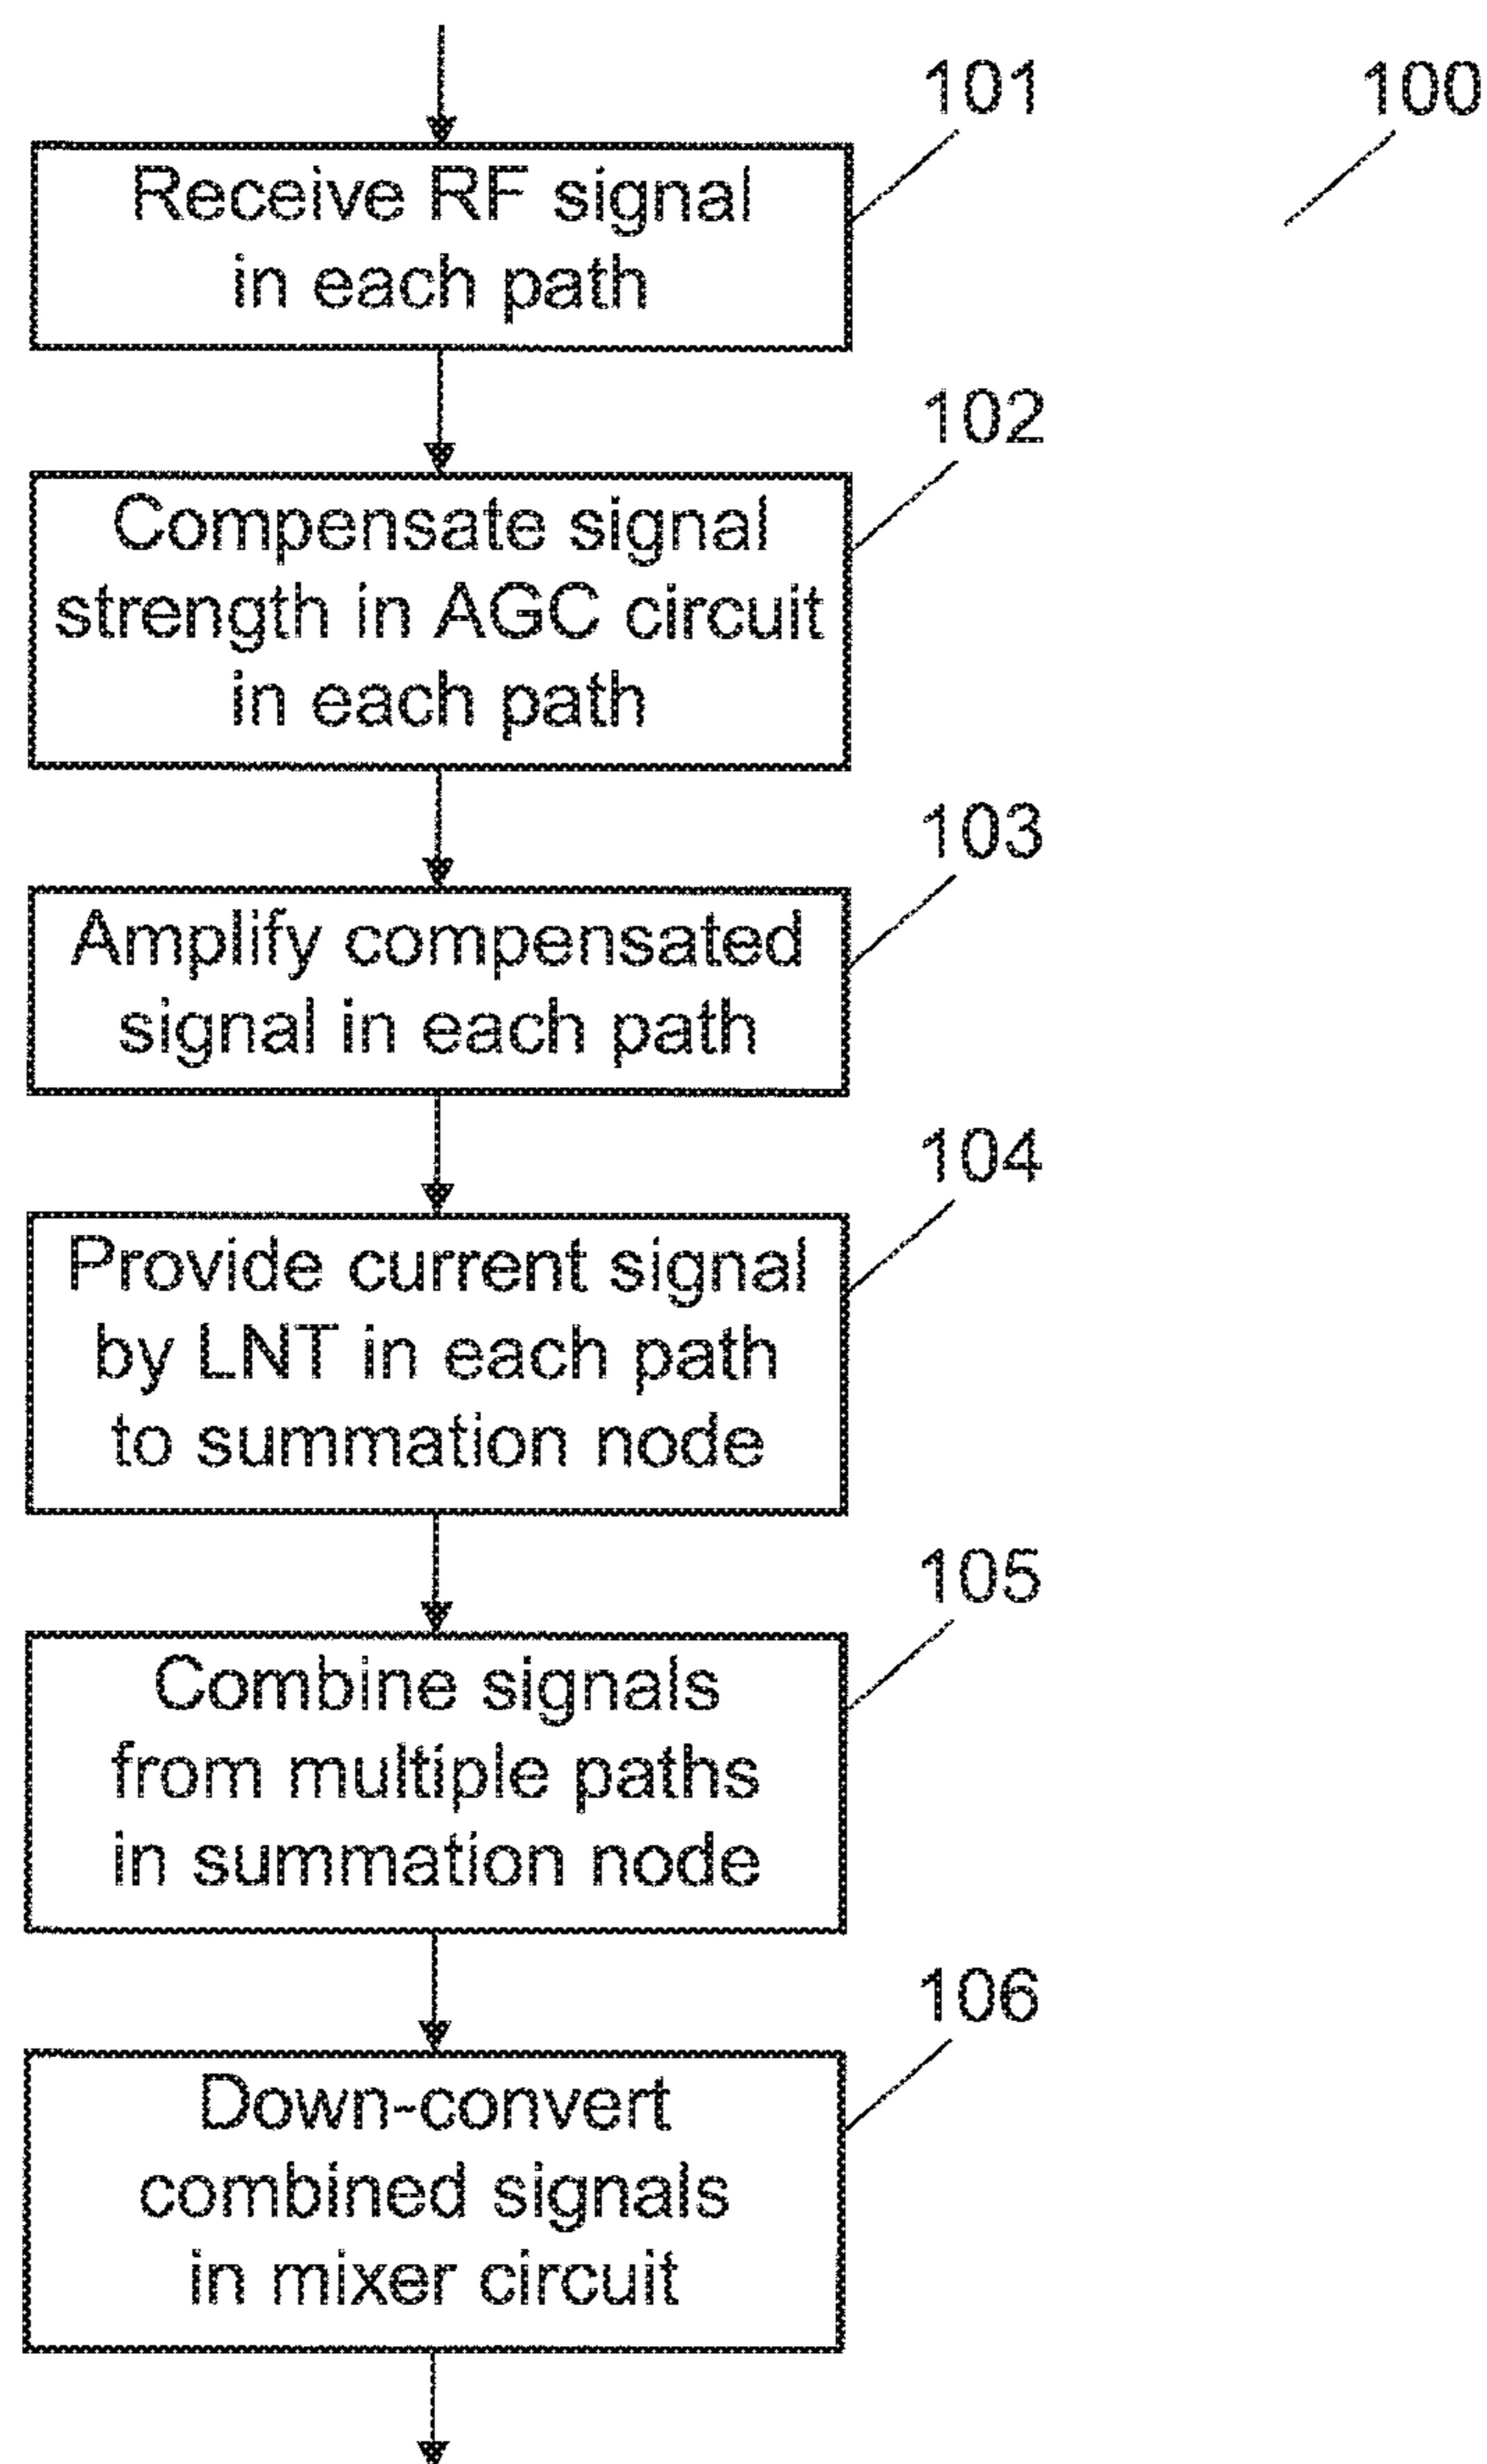 101
100
Receive RF signal
in each path
102
Compensate signal
strength in AGC circuit
in each path
103
Amplify compensated
signal in each path
104
Provide current signal
by LNT in each path
to summation node
105
Combine signals
from multiple paths
in summation node
106
Down-convert
combined signals
in mixer circuit